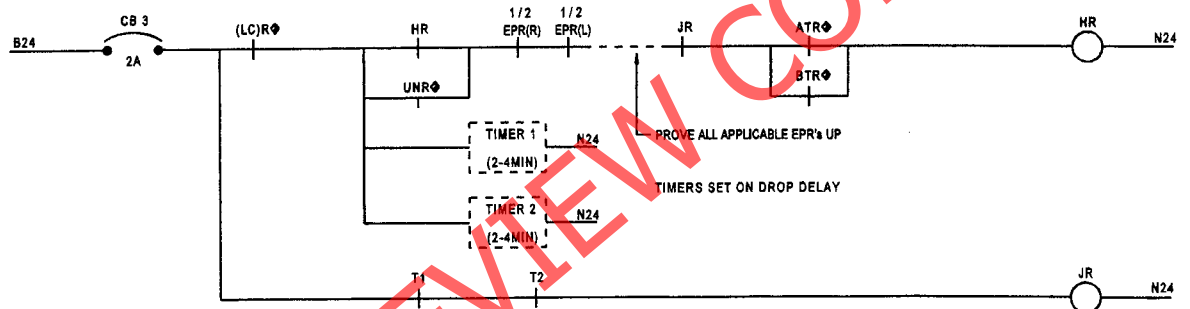 B24
CB 3
2A
(LC)R�
HR
UNR�
1/2
EPR(R)
1/2
EPR(L)
JR
ATR�
BTR�
HR
N24
TIMER 1
(2-4MIN)
N24
PROVE ALL APPLICABLE EPR's UP
TIMERS SET ON DROP DELAY
TIMER 2
(2-4MIN)
N24
T1
T2
JR
N24
VIEW CO